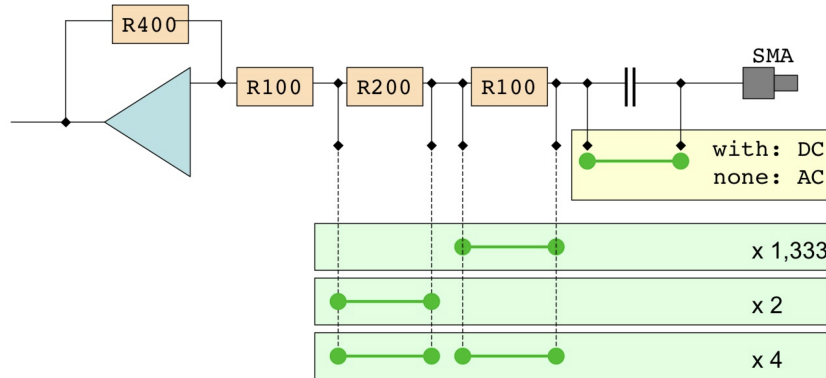 R400
SMA
R100
R200
R100
with: DC
none: AC
x 1,333
x 2
x 4